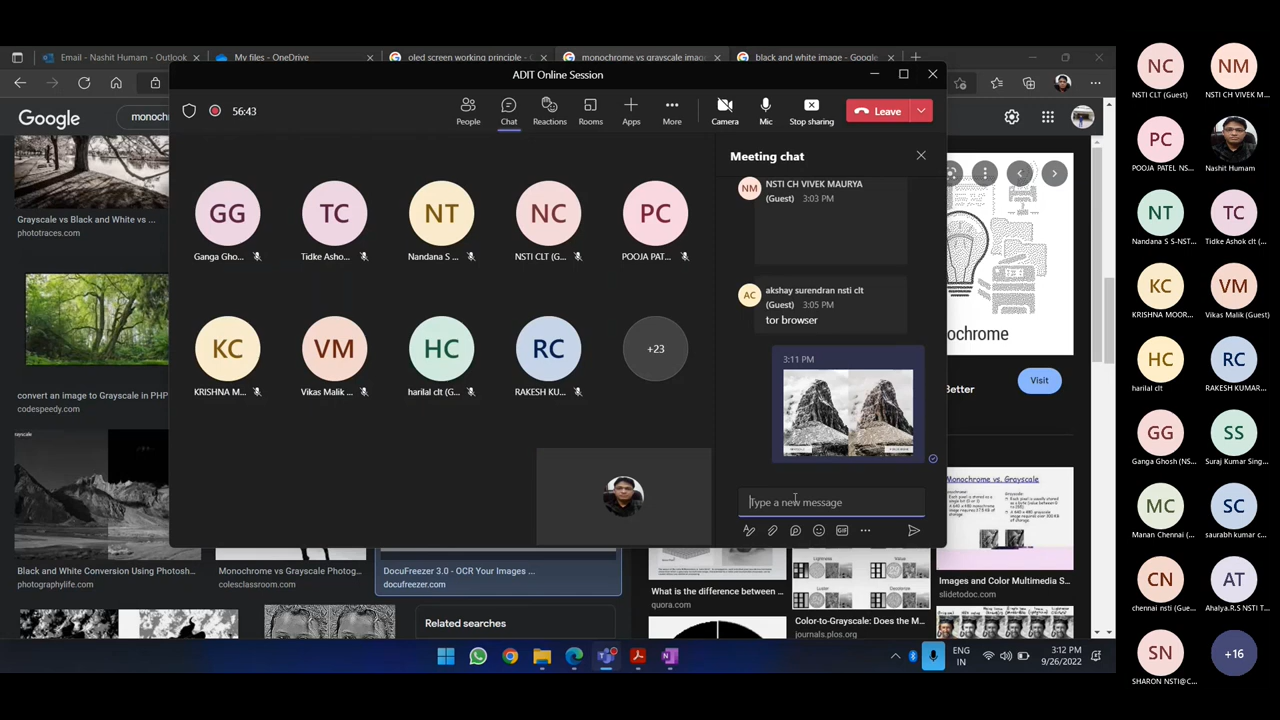 Email - Nashit Humam - Outlook
My files - OneDrive
oled screen working principle -
monochrome vs grayscale imag
black and white image - Google
ADIT Online Session
56:43
People
Chat
Reactions
Rooms
Apps
More
Camera
Mic
Stop sharing
Leave
Google
monoch
Grayscale vs Black and White vs ...
phototraces.com
convert an image to Grayscale in PHP
codespeedy.com
Black and White Conversion Using Photosh...
photographylife.com
GG
Ganga Gho...
TC
Tidke Asho...
NT
Nandana S ...
NC
NSTI CLT (G...
PC
POOJA PAT...
KC
KRISHNA M...
VM
Vikas Malik ...
HC
harilal clt (G...
RC
RAKESH KU...
+23
Meeting chat
NM
NSTI CH VIVEK MAURYA
(Guest) 3:03 PM
AC
akshay surendran nsti clt
(Guest) 3:05 PM
tor browser
3:11 PM
Type a new message
GIF
ochrome
Better
Visit
Monochrome vs. Grayscale
Images and Color Multimedia S...
slidetodoc.com
Monochrome vs Grayscale Photog...
colesclassroom.com
DocuFreezer 3.0 - OCR Your Images ...
docufreezer.com
Related searches
What is the difference between ...
quora.com
Color-to-Grayscale: Does the M...
journals.plos.org
ENG
IN
3:12 PM
9/26/2022
NC
NSTI CLT (Guest)
NM
NSTI CH VIVEK M...
PC
POOJA PATEL NS...
Nashit Humam
NT
Nandana S S-NST...
TC
Tidke Ashok clt (...
KC
KRISHNA MOOR...
VM
Vikas Malik (Guest)
HC
harilal clt
RC
RAKESH KUMAR...
GG
Ganga Ghosh (NS...
SS
Suraj Kumar Sing...
MC
Manan Chennai (...
SC
saurabh kumar c...
CN
chennai nsti (Gue...
AT
Ahalya.R.S NSTI T...
SN
SHARON NSTI@C...
+16